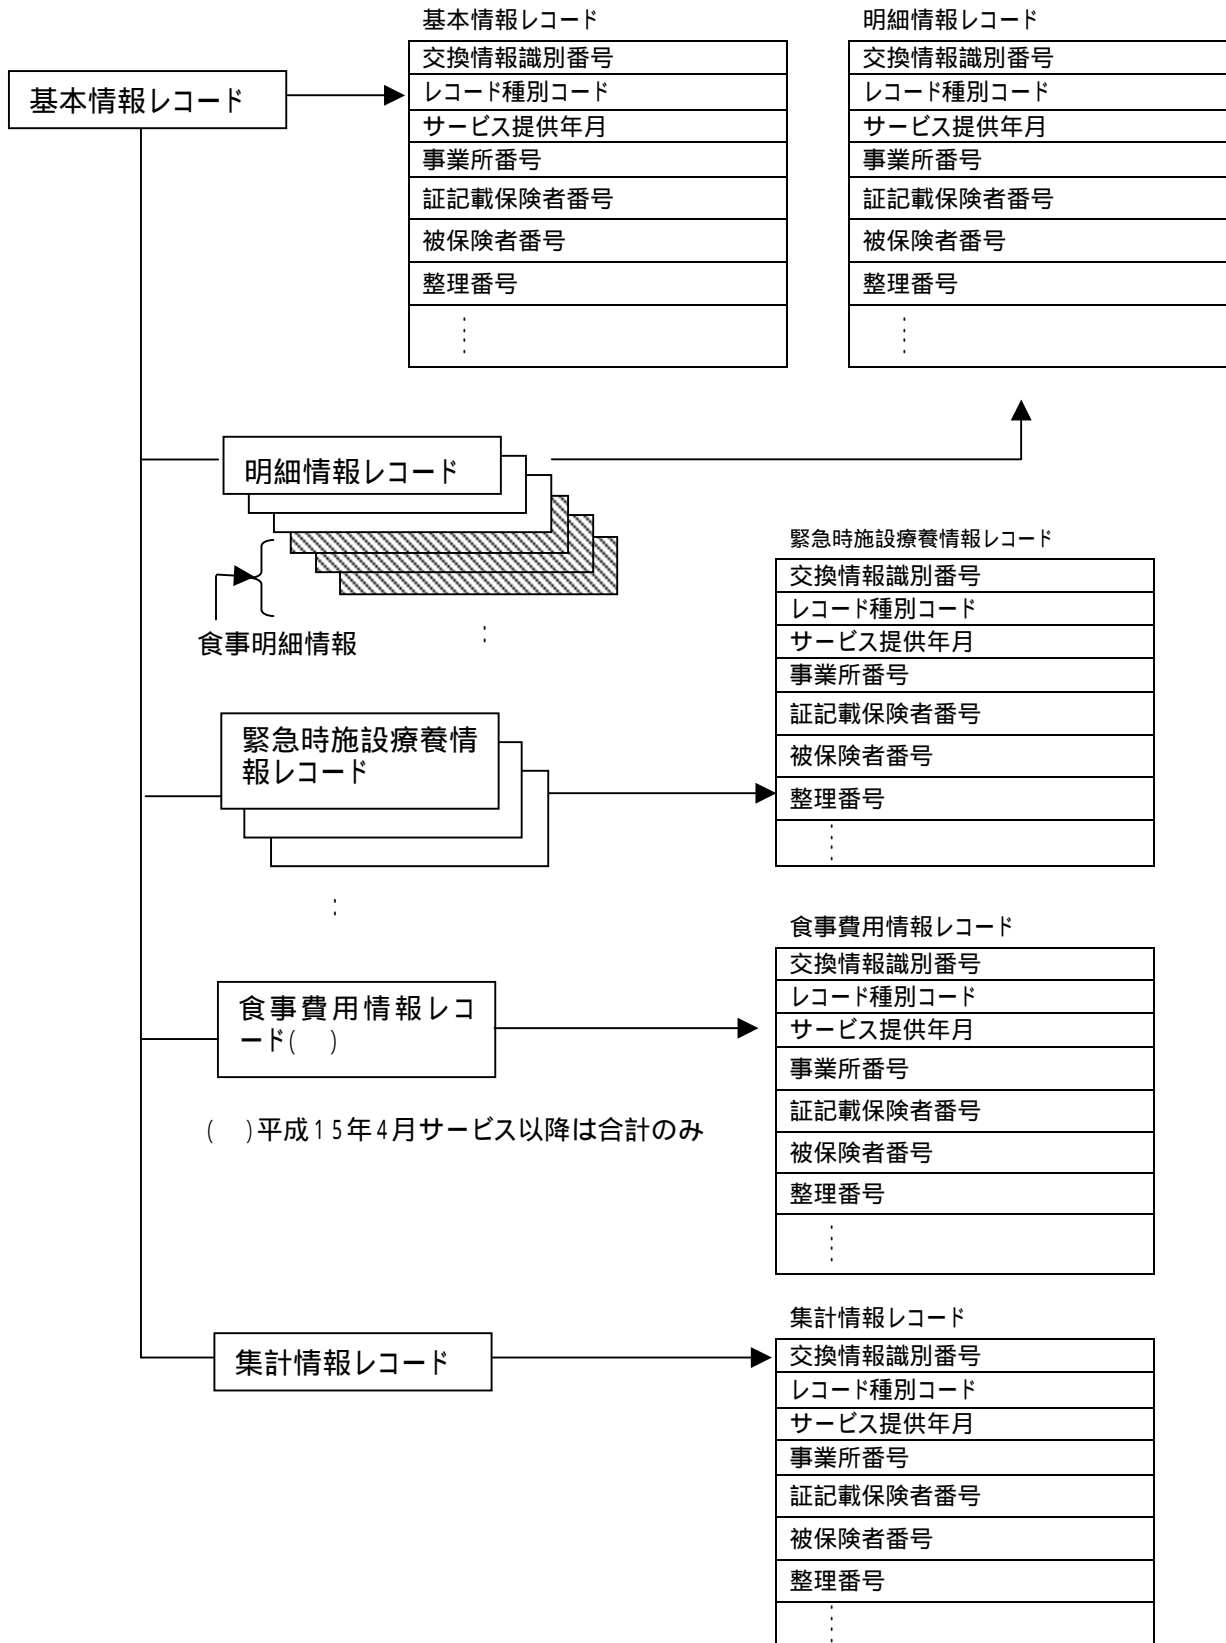 基本情報レコード
基本情報レコード
交換情報識別番号
レコード種別コード
サービス提供年月
事業所番号
証記載保険者番号
被保険者番号
整理番号
明細情報レコード
交換情報識別番号
レコード種別コード
サービス提供年月
事業所番号
証記載保険者番号
被保険者番号
整理番号
明細情報レコード
食事明細情報
緊急時施設療養情
報レコード
緊急時施設療養情報レコード
交換情報識別番号
レコード種別コード
サービス提供年月
事業所番号
証記載保険者番号
被保険者番号
整理番号
食事費用情報レコ
ード( )
( )平成15年4月サービス以降は合計のみ
食事費用情報レコード
交換情報識別番号
レコード種別コード
サービス提供年月
事業所番号
証記載保険者番号
被保険者番号
整理番号
集計情報レコード
集計情報レコード
交換情報識別番号
レコード種別コード
サービス提供年月
事業所番号
証記載保険者番号
被保険者番号
整理番号